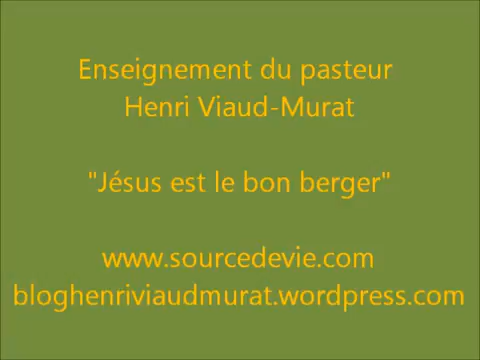 Enseignement du pasteur
Henri Viaud-Murat
"Jésus est le bon berger"
www.sourcedevie.com
bloghenriviaudmurat.wordpress.com